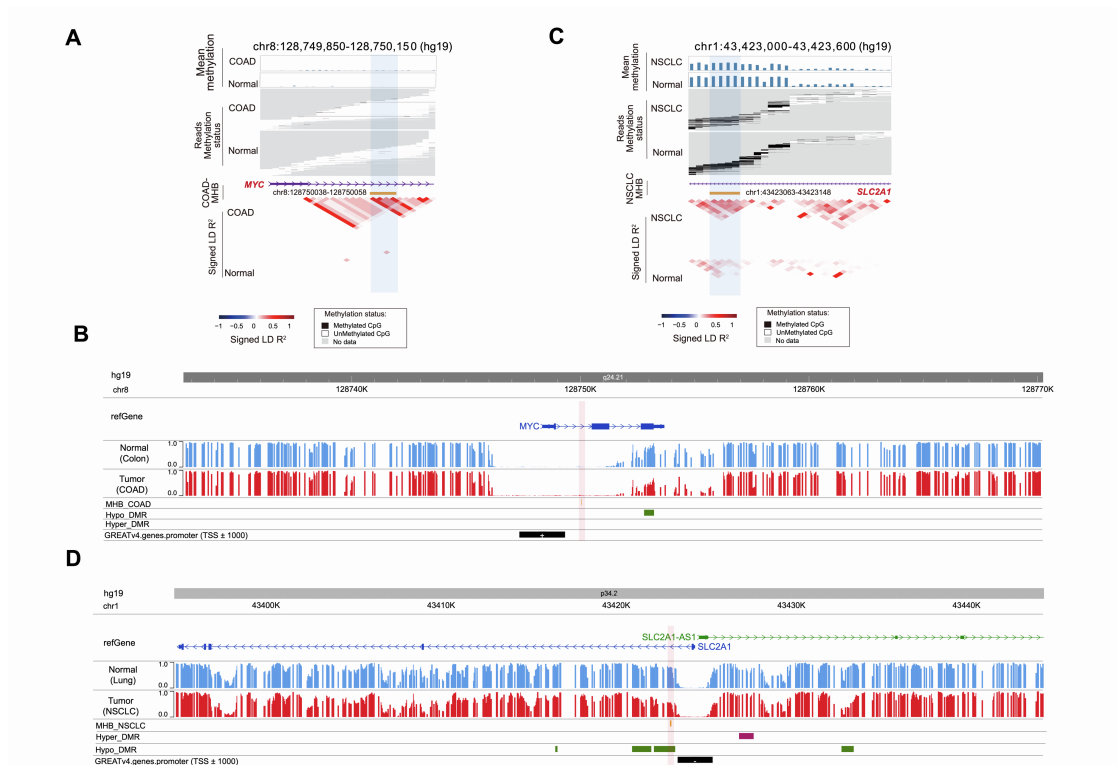 A
chr8:128,749,850-128,750,150 (hg19)
Mean
methylation
COAD
Normal
Reads
Methylation
status
COAD
Normal
COAD-
MHB
MYC
chr8:128750038-128750058
Signed LD R²
COAD
Normal
−1 −0.5 0 0.5 1
Signed LD R²
Methylation status:
Methylated CpG
UnMethylated CpG
No data
C
chr1:43,423,000-43,423,600 (hg19)
Mean
methylation
NSCLC
Normal
Reads
Methylation
status
NSCLC
Normal
NSCLC
MHB
chr1:43423063-43423148
SLC2A1
Signed LD R²
NSCLC
Normal
−1 −0.5 0 0.5 1
Signed LD R²
Methylation status:
Methylated CpG
UnMethylated CpG
No data
B
hg19
q24.21
chr8
128740K 128750K 128760K 128770K
refGene
MYC
Normal
(Colon)
1.0
0.0
Tumor
(COAD)
1.0
0.0
MHB_COAD
Hypo_DMR
Hyper_DMR
GREATv4.genes.promoter (TSS ± 1000)
+
D
hg19
p34.2
chr1
43400K 43410K 43420K 43430K 43440K
refGene
SLC2A1-AS1
SLC2A1
Normal
(Lung)
1.0
0.0
Tumor
(NSCLC)
1.0
0.0
MHB_NSCLC
Hyper_DMR
Hypo_DMR
GREATv4.genes.promoter (TSS ± 1000)
-